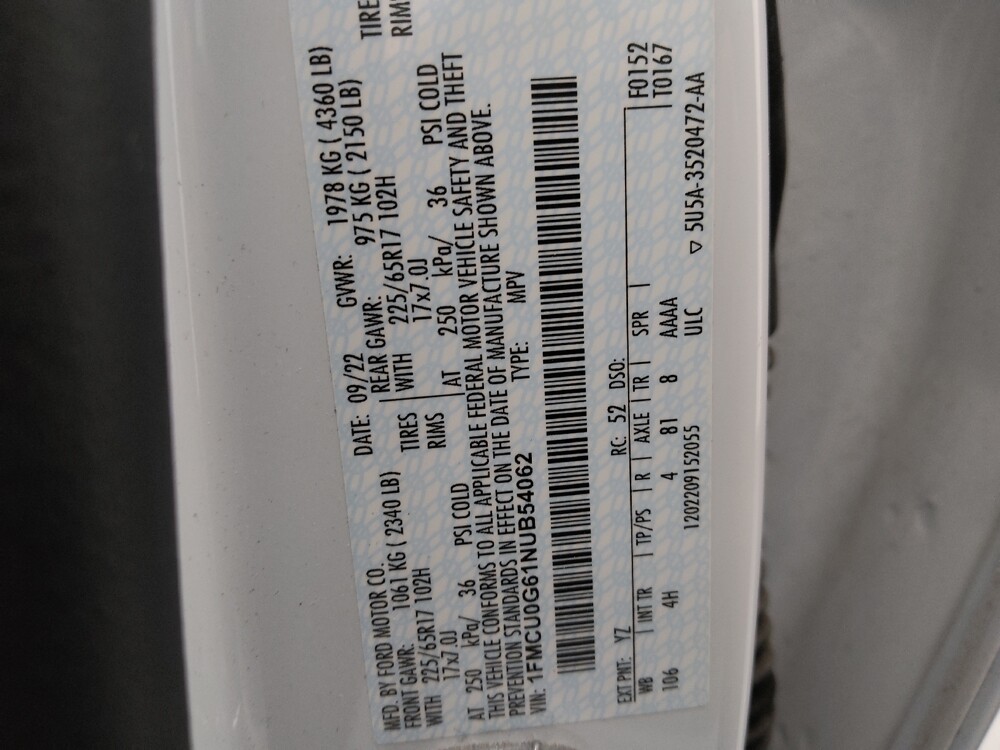 MFD. BY FORD MOTOR CO. DATE: 09/22 GVWR: 1978 KG ( 4360 LB)
FRONT GAWR: 1061 KG ( 2340 LB) REAR GAWR: 975 KG ( 2150 LB)
WITH 225/65R17 102H TIRES WITH 225/65R17 102H TIRE
17x7.0J RIMS 17x7.0J RIM
AT 250 kPa/ 36 PSI COLD AT 250 kPa/ 36 PSI COLD
THIS VEHICLE CONFORMS TO ALL APPLICABLE FEDERAL MOTOR VEHICLE SAFETY AND THEFT
PREVENTION STANDARDS IN EFFECT ON THE DATE OF MANUFACTURE SHOWN ABOVE.
VIN: 1FMCU0G61NUB54062 TYPE: MPV
EXT PNT: YZ RC: 52 DSO: F0152
WB INT TR TP/PS R AXLE TR SPR T0167
106 4H 4 81 8 AAAA
1202209152055 ULC ▽ 5U5A-3520472-AA